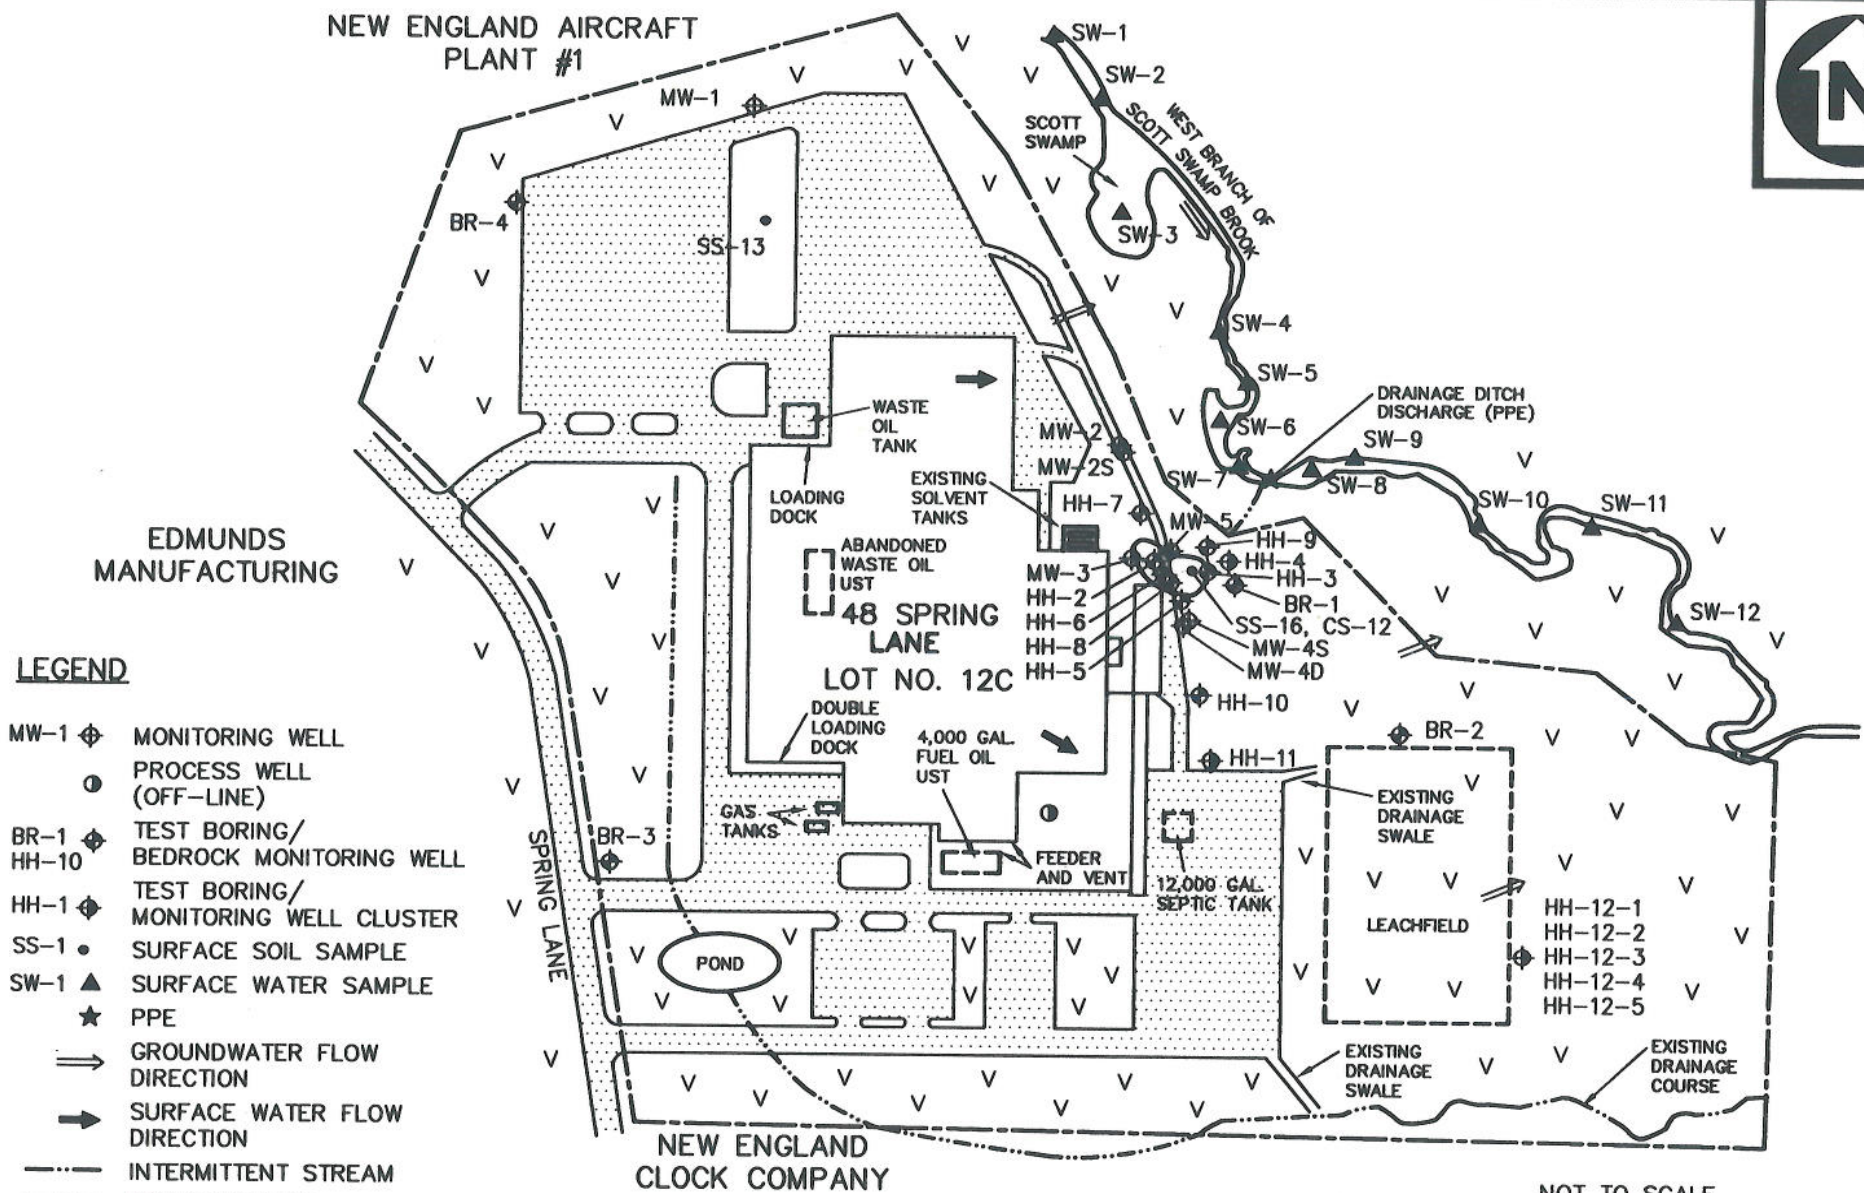 NEW ENGLAND AIRCRAFT
PLANT #1
SW-1
SW-2
MW-1
SCOTT
SWAMP
WEST BRANCH OF
SCOTT SWAMP BROOK
N
BR-4
SS-13
SW-3
SW-4
SW-5
DRAINAGE DITCH
DISCHARGE (PPE)
WASTE
OIL
TANK
MW-2
SW-6
SW-9
MW-2S
SW-7
SW-8
LOADING
DOCK
EXISTING
SOLVENT
TANKS
HH-7
MW-5
SW-10
SW-11
EDMUNDS
MANUFACTURING
ABANDONED
WASTE OIL
UST
HH-9
HH-4
MW-3
HH-3
HH-2
BR-1
48 SPRING
LANE
LOT NO. 12C
HH-6
SS-16, CS-12
SW-12
HH-8
MW-4S
HH-5
MW-4D
HH-10
DOUBLE
LOADING
DOCK
4,000 GAL.
FUEL OIL
UST
BR-2
HH-11
EXISTING
DRAINAGE
SWALE
GAS
TANKS
BR-3
SPRING LANE
FEEDER
AND VENT
12,000 GAL.
SEPTIC TANK
LEACHFIELD
HH-12-1
HH-12-2
HH-12-3
HH-12-4
HH-12-5
POND
EXISTING
DRAINAGE
SWALE
EXISTING
DRAINAGE
COURSE
NEW ENGLAND
CLOCK COMPANY
LEGEND
MW-1 MONITORING WELL
PROCESS WELL
(OFF-LINE)
BR-1 TEST BORING/
HH-10 BEDROCK MONITORING WELL
HH-1 TEST BORING/
MONITORING WELL CLUSTER
SS-1 SURFACE SOIL SAMPLE
SW-1 SURFACE WATER SAMPLE
PPE
GROUNDWATER FLOW
DIRECTION
SURFACE WATER FLOW
DIRECTION
INTERMITTENT STREAM
NOT TO SCALE